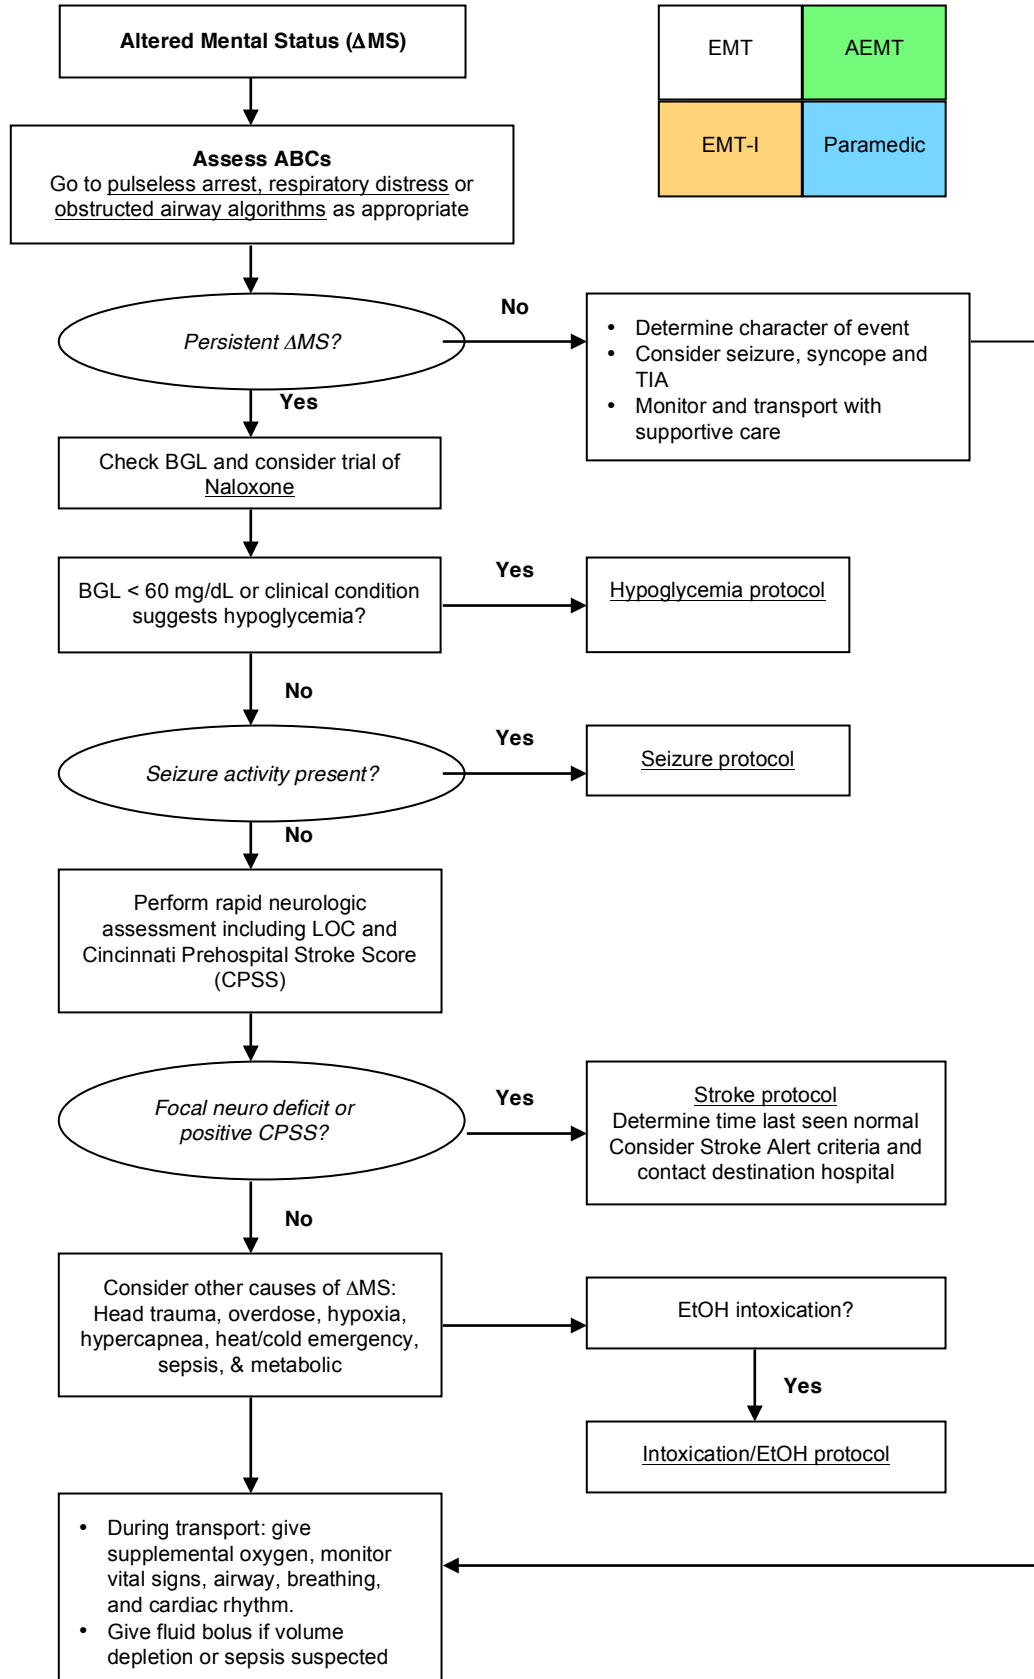 Altered Mental Status (ΔMS)
EMT
AEMT
EMT-I
Paramedic
Assess ABCs
Go to pulseless arrest, respiratory distress or
obstructed airway algorithms as appropriate
Persistent ΔMS?
No
• Determine character of event
• Consider seizure, syncope and
TIA
• Monitor and transport with
supportive care
Yes
Check BGL and consider trial of
Naloxone
BGL < 60 mg/dL or clinical condition
suggests hypoglycemia?
Yes
Hypoglycemia protocol
No
Seizure activity present?
Yes
Seizure protocol
No
Perform rapid neurologic
assessment including LOC and
Cincinnati Prehospital Stroke Score
(CPSS)
Focal neuro deficit or
positive CPSS?
Yes
Stroke protocol
Determine time last seen normal
Consider Stroke Alert criteria and
contact destination hospital
No
Consider other causes of ΔMS:
Head trauma, overdose, hypoxia,
hypercapnea, heat/cold emergency,
sepsis, & metabolic
EtOH intoxication?
Yes
Intoxication/EtOH protocol
• During transport: give
supplemental oxygen, monitor
vital signs, airway, breathing,
and cardiac rhythm.
• Give fluid bolus if volume
depletion or sepsis suspected